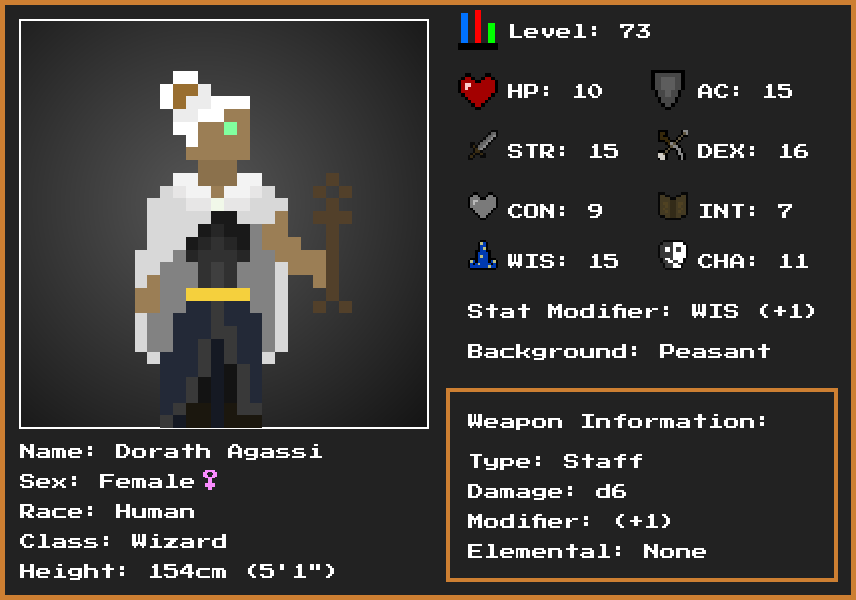 Level: 73
HP: 10 AC: 15
STR: 15 DEX: 16
CON: 9 INT: 7
WIS: 15 CHA: 11
Stat Modifier: WIS (+1)
Background: Peasant
Weapon Information:
Type: Staff
Damage: d6
Modifier: (+1)
Elemental: None
Name: Dorath Agassi
Sex: Female♀
Race: Human
Class: Wizard
Height: 154cm (5'1")